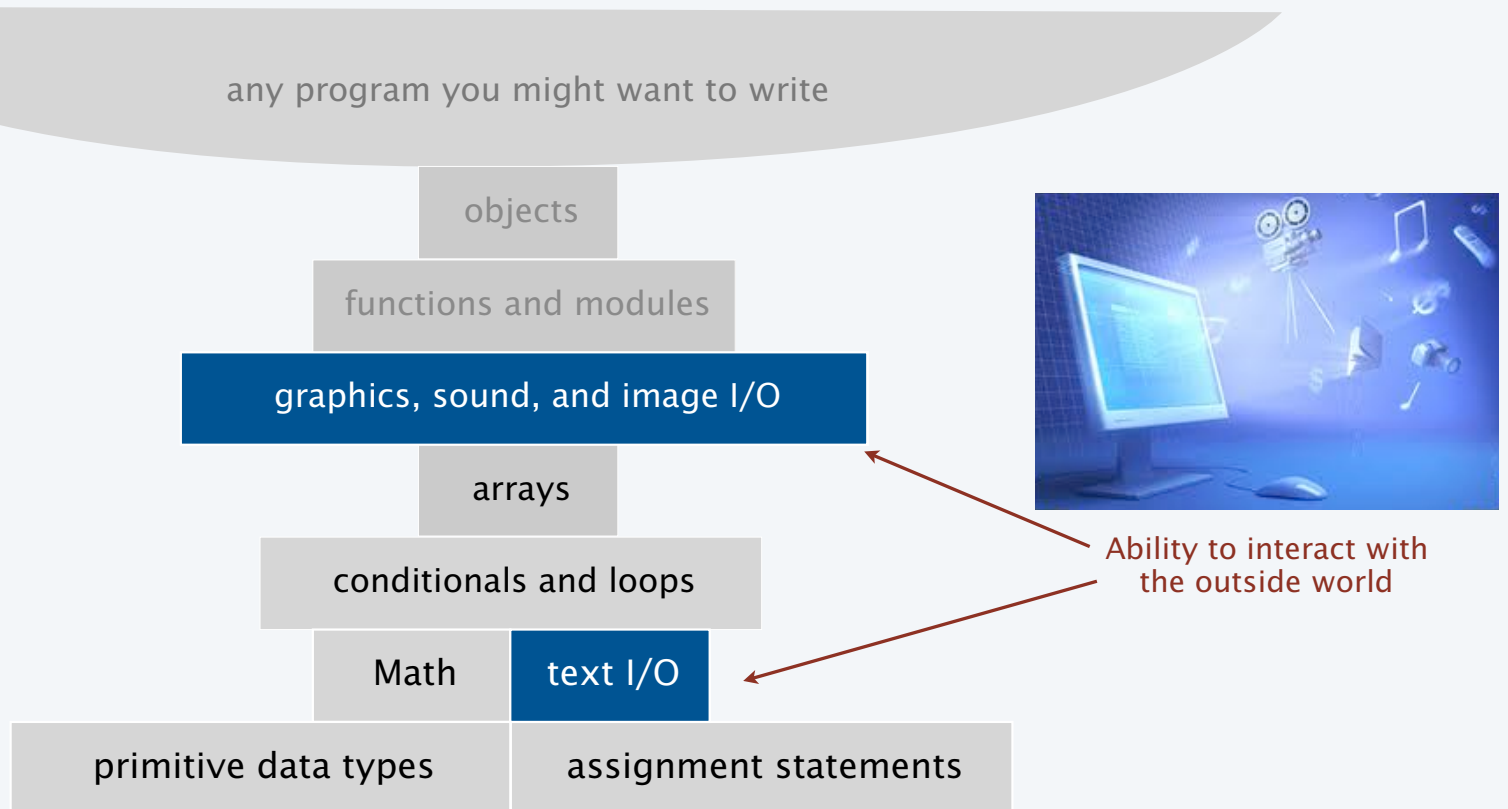 any program you might want to write
objects
functions and modules
graphics, sound, and image I/O
arrays
conditionals and loops
Math
text I/O
primitive data types
assignment statements
Ability to interact with
the outside world